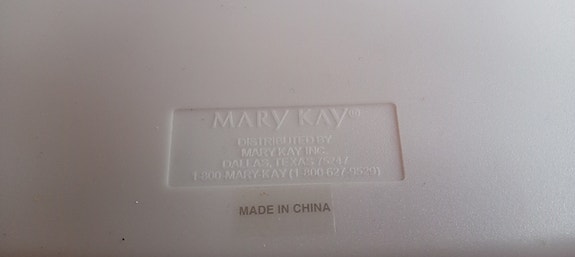 MARY KAY®
DISTRIBUTED BY
MARY KAY INC.
DALLAS, TEXAS 75247
1-800-MARY-KAY (1-800-627-9529)
MADE IN CHINA